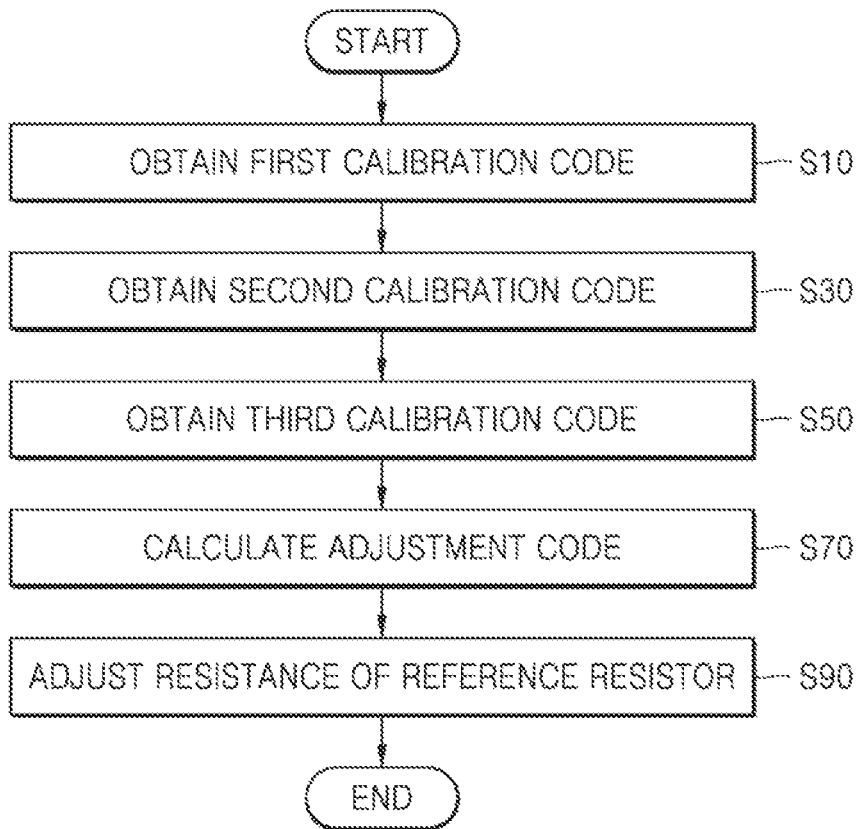 START
OBTAIN FIRST CALIBRATION CODE S10
OBTAIN SECOND CALIBRATION CODE S30
OBTAIN THIRD CALIBRATION CODE S50
CALCULATE ADJUSTMENT CODE S70
ADJUST RESISTANCE OF REFERENCE RESISTOR S90
END